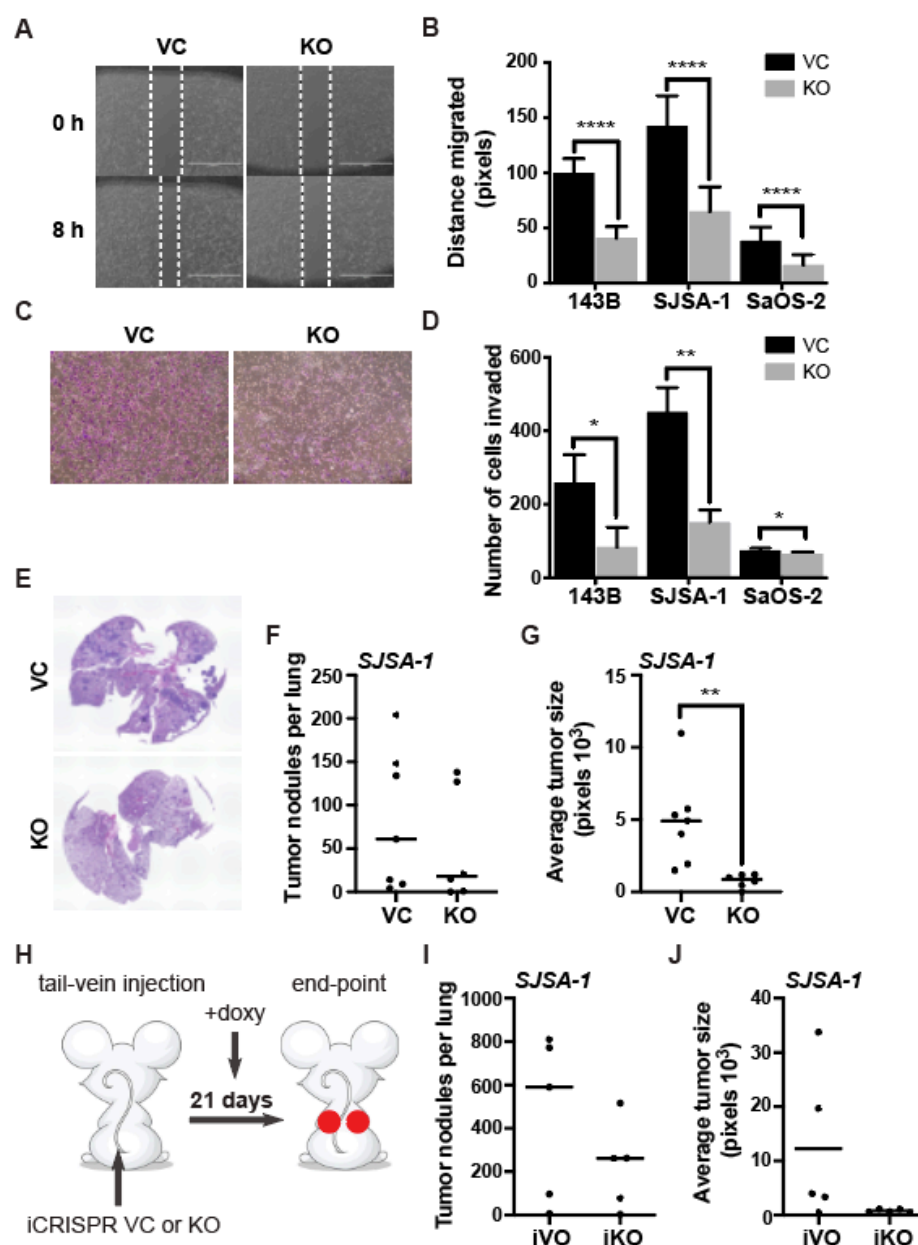 A
VC
KO
0 h
8 h
B
200
150
100
50
0
Distance migrated
(pixels)
****
****
****
VC
KO
143B
SJSA-1
SaOS-2
C
VC
KO
D
600
400
200
0
Number of cells invaded
*
**
*
VC
KO
143B
SJSA-1
SaOS-2
E
VC
KO
F
SJSA-1
250
200
150
100
50
0
Tumor nodules per lung
VC
KO
G
SJSA-1
15
10
5
0
Average tumor size
(pixels 10³)
**
VC
KO
H
tail-vein injection
end-point
+doxy
21 days
iCRISPR VC or KO
I
SJSA-1
1000
800
600
400
200
0
Tumor nodules per lung
iVO
iKO
J
SJSA-1
40
30
20
10
0
Average tumor size
(pixels 10³)
iVO
iKO